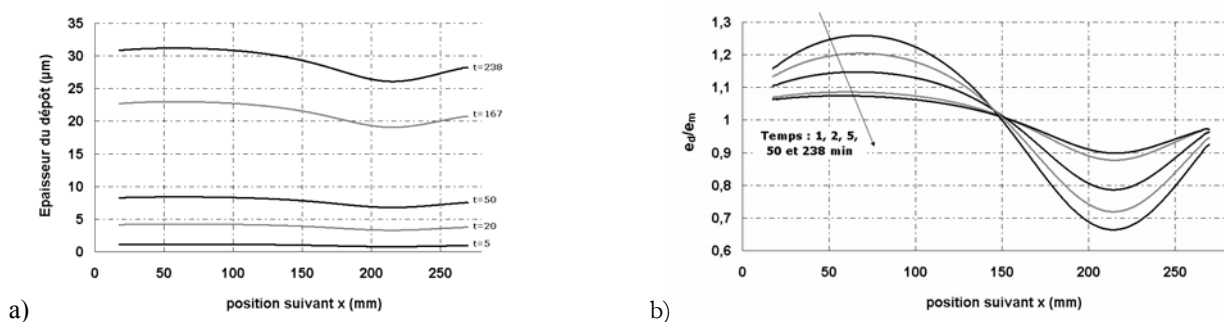 35
30
25
20
15
10
5
0
Epaisseur du dépôt (µm)
t=238
t=167
t=50
t=20
t=5
0 50 100 150 200 250
position suivant x (mm)
a)
1,3
1,2
1,1
1
0,9
0,8
0,7
0,6
e_d/e_m
Temps : 1, 2, 5,
50 et 238 min
0 50 100 150 200 250
position suivant x (mm)
b)